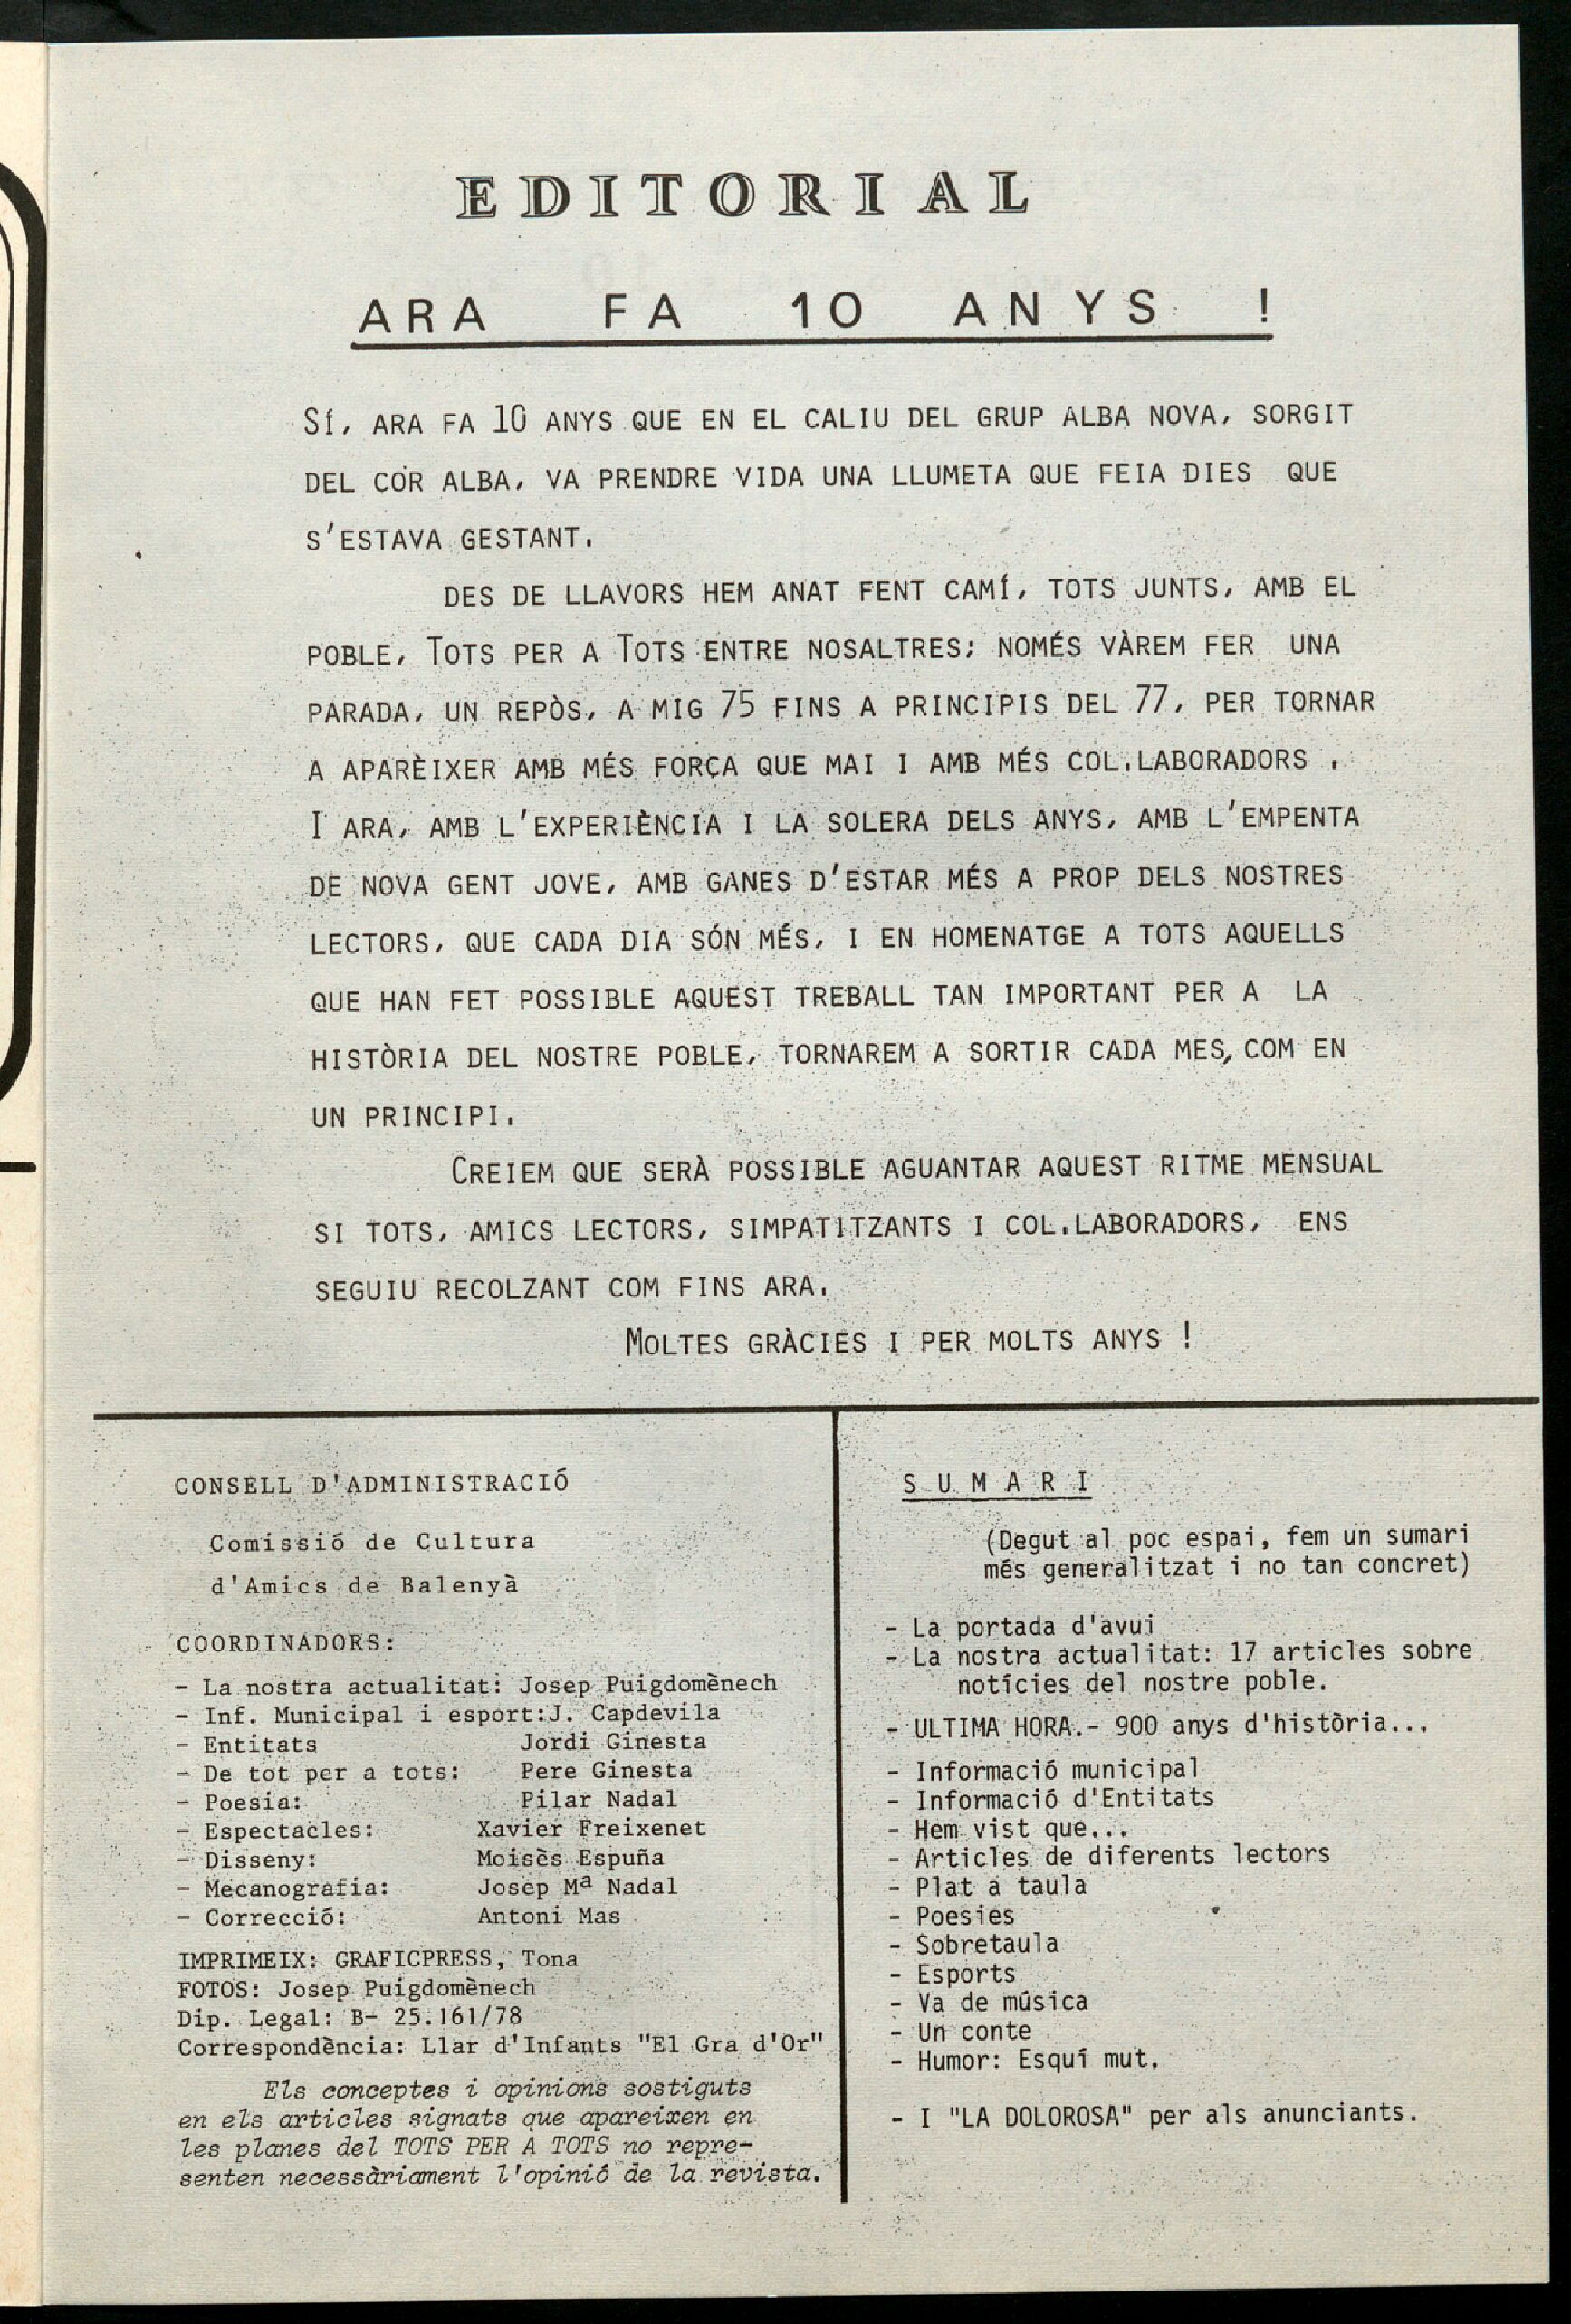 EDITORIAL
ARA FA 10 ANYS !
Sí, ARA FA 10 ANYS QUE EN EL CALIU DEL GRUP ALBA NOVA, SORGIT
DEL COR ALBA, VA PRENDRE VIDA UNA LLUMETA QUE FEIA DIES QUE
S'ESTAVA GESTANT.
DES DE LLAVORS HEM ANAT FENT CAMÍ, TOTS JUNTS, AMB EL
POBLE, TOTS PER A TOTS ENTRE NOSALTRES; NOMÉS VÀREM FER UNA
PARADA, UN REPÒS, A MIG 75 FINS A PRINCIPIS DEL 77, PER TORNAR
A APARÈIXER AMB MÉS FORÇA QUE MAI I AMB MÉS COL.LABORADORS .
I ARA, AMB L'EXPERIÈNCIA I LA SOLERA DELS ANYS, AMB L'EMPENTA
DE NOVA GENT JOVE, AMB GANES D'ESTAR MÉS A PROP DELS NOSTRES
LECTORS, QUE CADA DIA SÓN MÉS, I EN HOMENATGE A TOTS AQUELLS
QUE HAN FET POSSIBLE AQUEST TREBALL TAN IMPORTANT PER A LA
HISTÒRIA DEL NOSTRE POBLE, TORNAREM A SORTIR CADA MES, COM EN
UN PRINCIPI.
CREIEM QUE SERÀ POSSIBLE AGUANTAR AQUEST RITME MENSUAL
SI TOTS, AMICS LECTORS, SIMPATITZANTS I COL.LABORADORS, ENS
SEGUIU RECOLZANT COM FINS ARA.
MOLTES GRÀCIES I PER MOLTS ANYS !
CONSELL D'ADMINISTRACIÓ
Comissió de Cultura
d'Amics de Balenyà
COORDINADORS:
- La nostra actualitat: Josep Puigdomènech
- Inf. Municipal i esport:J. Capdevila
- Entitats Jordi Ginesta
- De tot per a tots: Pere Ginesta
- Poesia: Pilar Nadal
- Espectacles: Xavier Freixenet
- Disseny: Moisès Espuña
- Mecanografia: Josep Mª Nadal
- Correcció: Antoni Mas
IMPRIMEIX: GRAFICPRESS, Tona
FOTOS: Josep Puigdomènech
Dip. Legal: B- 25.161/78
Correspondència: Llar d'Infants "El Gra d'Or"
Els conceptes i opinions sostiguts
en els articles signats que apareixen en
les planes del TOTS PER A TOTS no repre-
senten necessàriament l'opinió de la revista.
SUMARI
(Degut al poc espai, fem un sumari
més generalitzat i no tan concret)
- La portada d'avui
- La nostra actualitat: 17 articles sobre
notícies del nostre poble.
- ULTIMA HORA.- 900 anys d'història...
- Informació municipal
- Informació d'Entitats
- Hem vist que...
- Articles de diferents lectors
- Plat a taula
- Poesies
- Sobretaula
- Esports
- Va de música
- Un conte
- Humor: Esquí mut.
- I "LA DOLOROSA" per als anunciants.